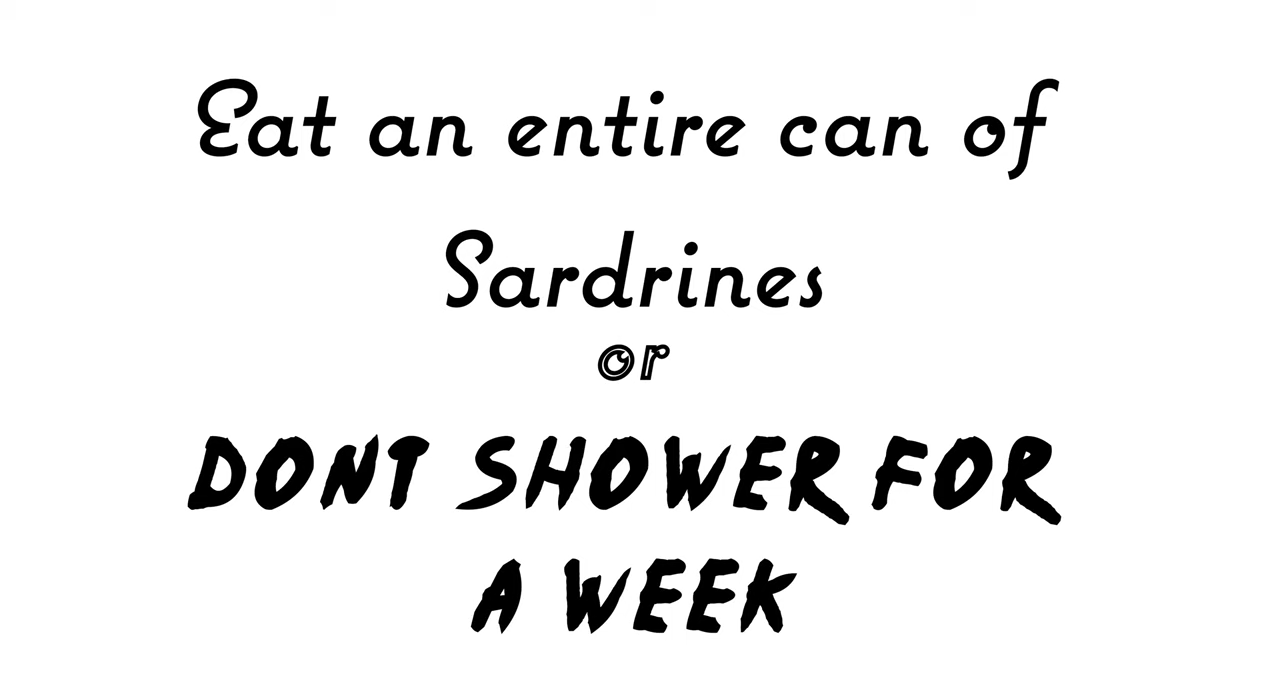 Eat an entire can of
Sardrines
or
DONT SHOWER FOR
A WEEK